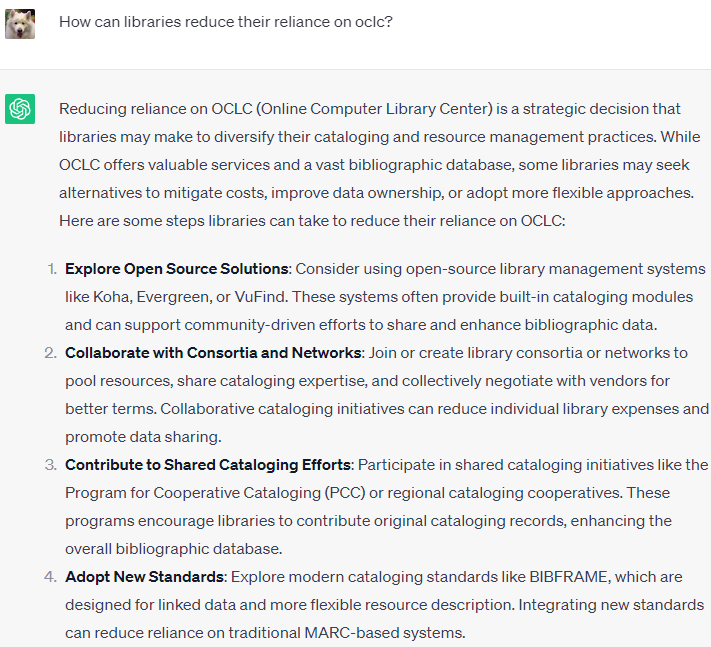 How can libraries reduce their reliance on oclc?
Reducing reliance on OCLC (Online Computer Library Center) is a strategic decision that
libraries may make to diversify their cataloging and resource management practices. While
OCLC offers valuable services and a vast bibliographic database, some libraries may seek
alternatives to mitigate costs, improve data ownership, or adopt more flexible approaches.
Here are some steps libraries can take to reduce their reliance on OCLC:
1. Explore Open Source Solutions: Consider using open-source library management systems
like Koha, Evergreen, or VuFind. These systems often provide built-in cataloging modules
and can support community-driven efforts to share and enhance bibliographic data.
2. Collaborate with Consortia and Networks: Join or create library consortia or networks to
pool resources, share cataloging expertise, and collectively negotiate with vendors for
better terms. Collaborative cataloging initiatives can reduce individual library expenses and
promote data sharing.
3. Contribute to Shared Cataloging Efforts: Participate in shared cataloging initiatives like the
Program for Cooperative Cataloging (PCC) or regional cataloging cooperatives. These
programs encourage libraries to contribute original cataloging records, enhancing the
overall bibliographic database.
4. Adopt New Standards: Explore modern cataloging standards like BIBFRAME, which are
designed for linked data and more flexible resource description. Integrating new standards
can reduce reliance on traditional MARC-based systems.